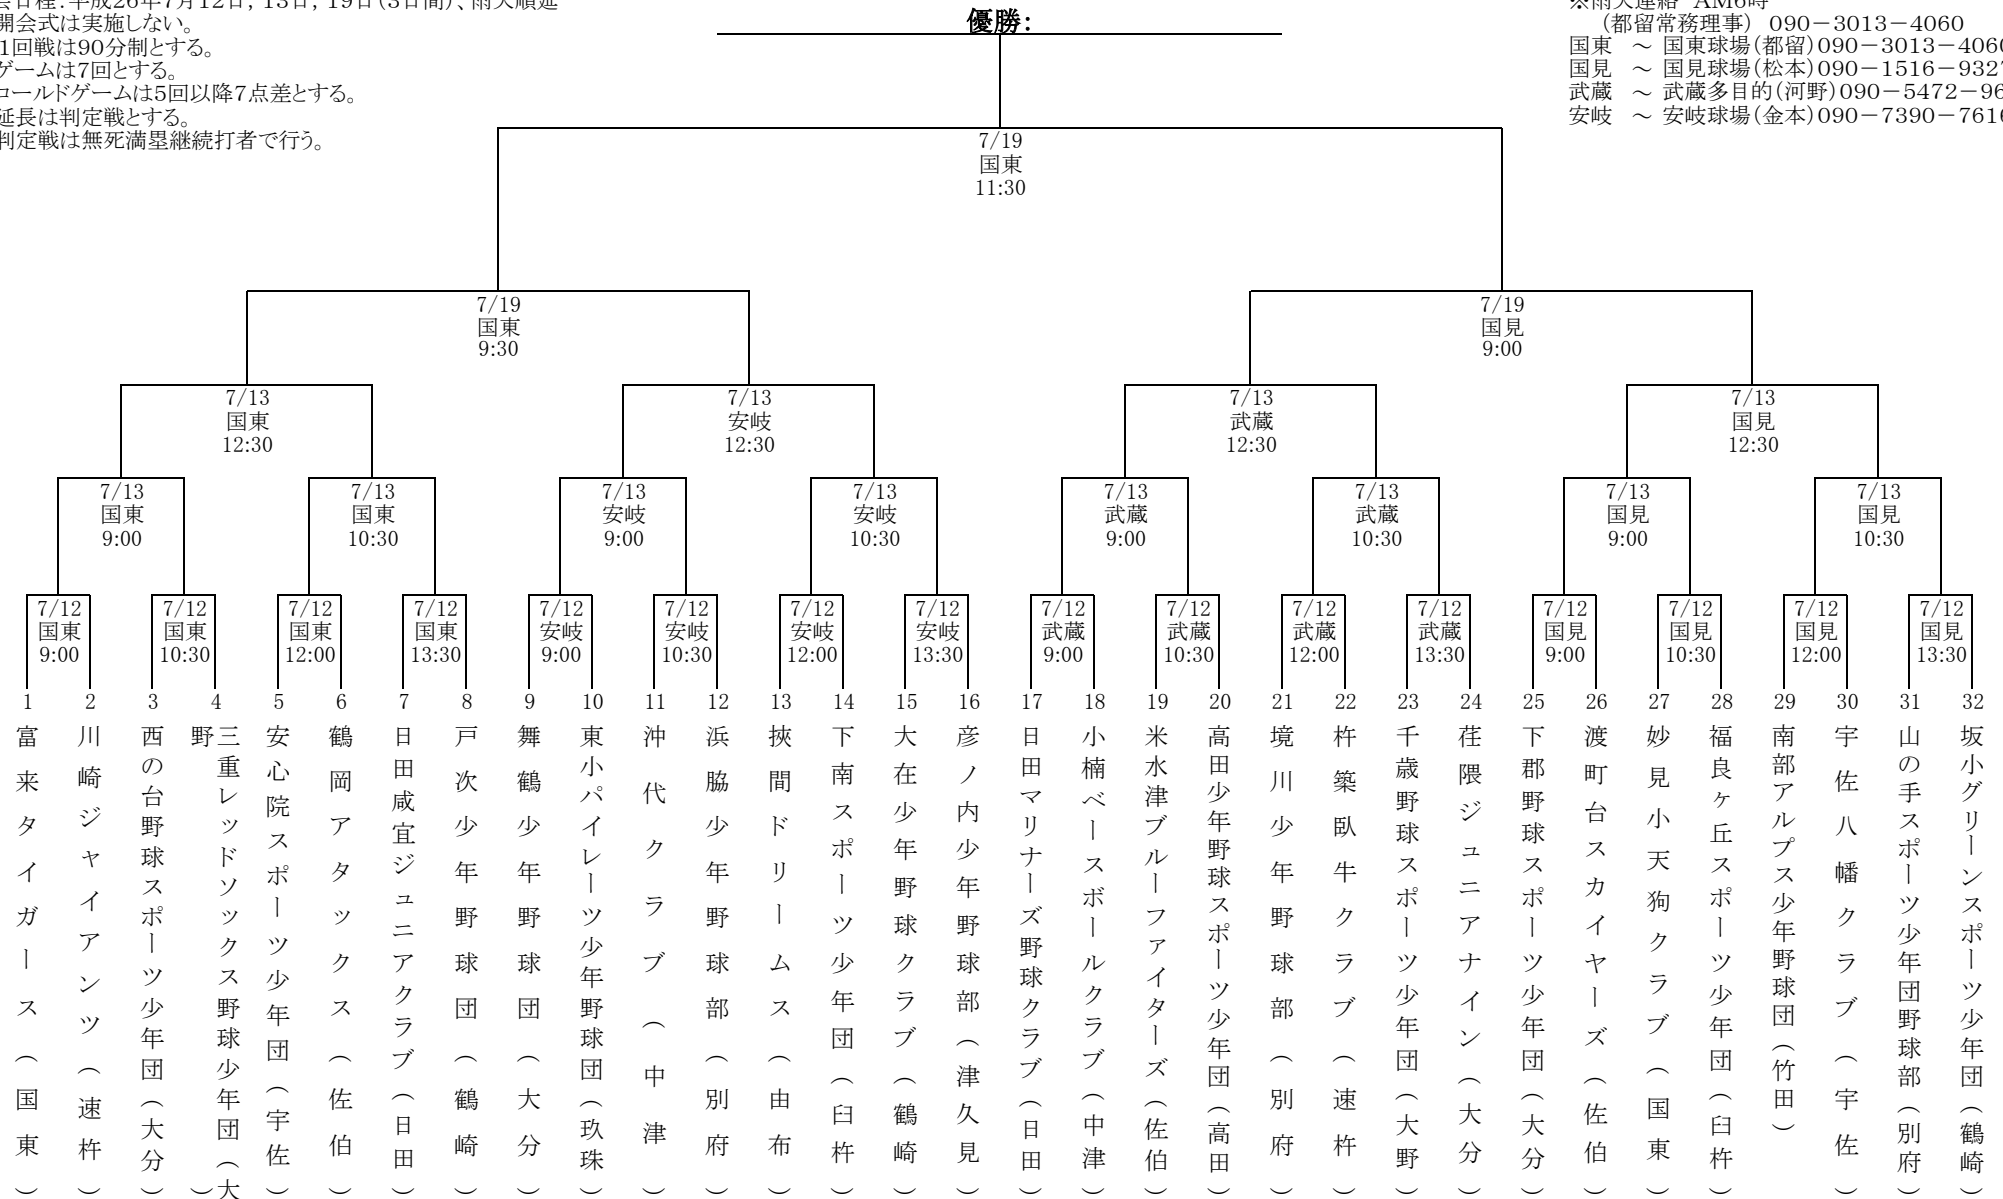 会日程：平成26年7月12日，13日，19日（3日間）、雨天順延
開会式は実施しない。
1回戦は90分制とする。
ゲームは7回とする。
コールドゲームは5回以降7点差とする。
延長は判定戦とする。
判定戦は無死満塁継続打者で行う。
優勝：
※雨天連絡 AM6時
（都留常務理事） 090－3013－4060
国東 ～ 国東球場（都留）090－3013－4060
国見 ～ 国見球場（松本）090－1516－9327
武蔵 ～ 武蔵多目的（河野）090－5472－96
安岐 ～ 安岐球場（金本）090－7390－7616
7/19
国東
11:30
7/19
国東
9:30
7/19
国見
9:00
7/13
国東
12:30
7/13
安岐
12:30
7/13
武蔵
12:30
7/13
国見
12:30
7/13
国東
9:00
7/13
国東
10:30
7/13
安岐
9:00
7/13
安岐
10:30
7/13
武蔵
9:00
7/13
武蔵
10:30
7/13
国見
9:00
7/13
国見
10:30
7/12
国東
9:00
7/12
国東
10:30
7/12
国東
12:00
7/12
国東
13:30
7/12
安岐
9:00
7/12
安岐
10:30
7/12
安岐
12:00
7/12
安岐
13:30
7/12
武蔵
9:00
7/12
武蔵
10:30
7/12
武蔵
12:00
7/12
武蔵
13:30
7/12
国見
9:00
7/12
国見
10:30
7/12
国見
12:00
7/12
国見
13:30
1
富来タイガース（国東）
2
川崎ジャイアンツ（速杵）
3
西の台野球スポーツ少年団（大分）
4
三重レッドソックス野球少年団（大
野）
5
安心院スポーツ少年団（宇佐）
6
鶴岡アタックス（佐伯）
7
日田咸宜ジュニアクラブ（日田）
8
戸次少年野球団（鶴崎）
9
舞鶴少年野球団（大分）
10
東小パイレーツ少年野球団（玖珠）
11
沖代クラブ（中津）
12
浜脇少年野球部（別府）
13
挾間ドリームス（由布）
14
下南スポーツ少年団（臼杵）
15
大在少年野球クラブ（鶴崎）
16
彦ノ内少年野球部（津久見）
17
日田マリナーズ野球クラブ（日田）
18
小楠ベースボールクラブ（中津）
19
米水津ブルーファイターズ（佐伯）
20
高田少年野球スポーツ少年団（高田）
21
境川少年野球部（別府）
22
杵築臥牛クラブ（速杵）
23
千歳野球スポーツ少年団（大野）
24
荏隈ジュニアナイン（大分）
25
下郡野球スポーツ少年団（大分）
26
渡町台スカイヤーズ（佐伯）
27
妙見小天狗クラブ（国東）
28
福良ヶ丘スポーツ少年団（臼杵）
29
南部アルプス少年野球団（竹田）
30
宇佐八幡クラブ（宇佐）
31
山の手スポーツ少年団野球部（別府）
32
坂小グリーンスポーツ少年団（鶴崎）